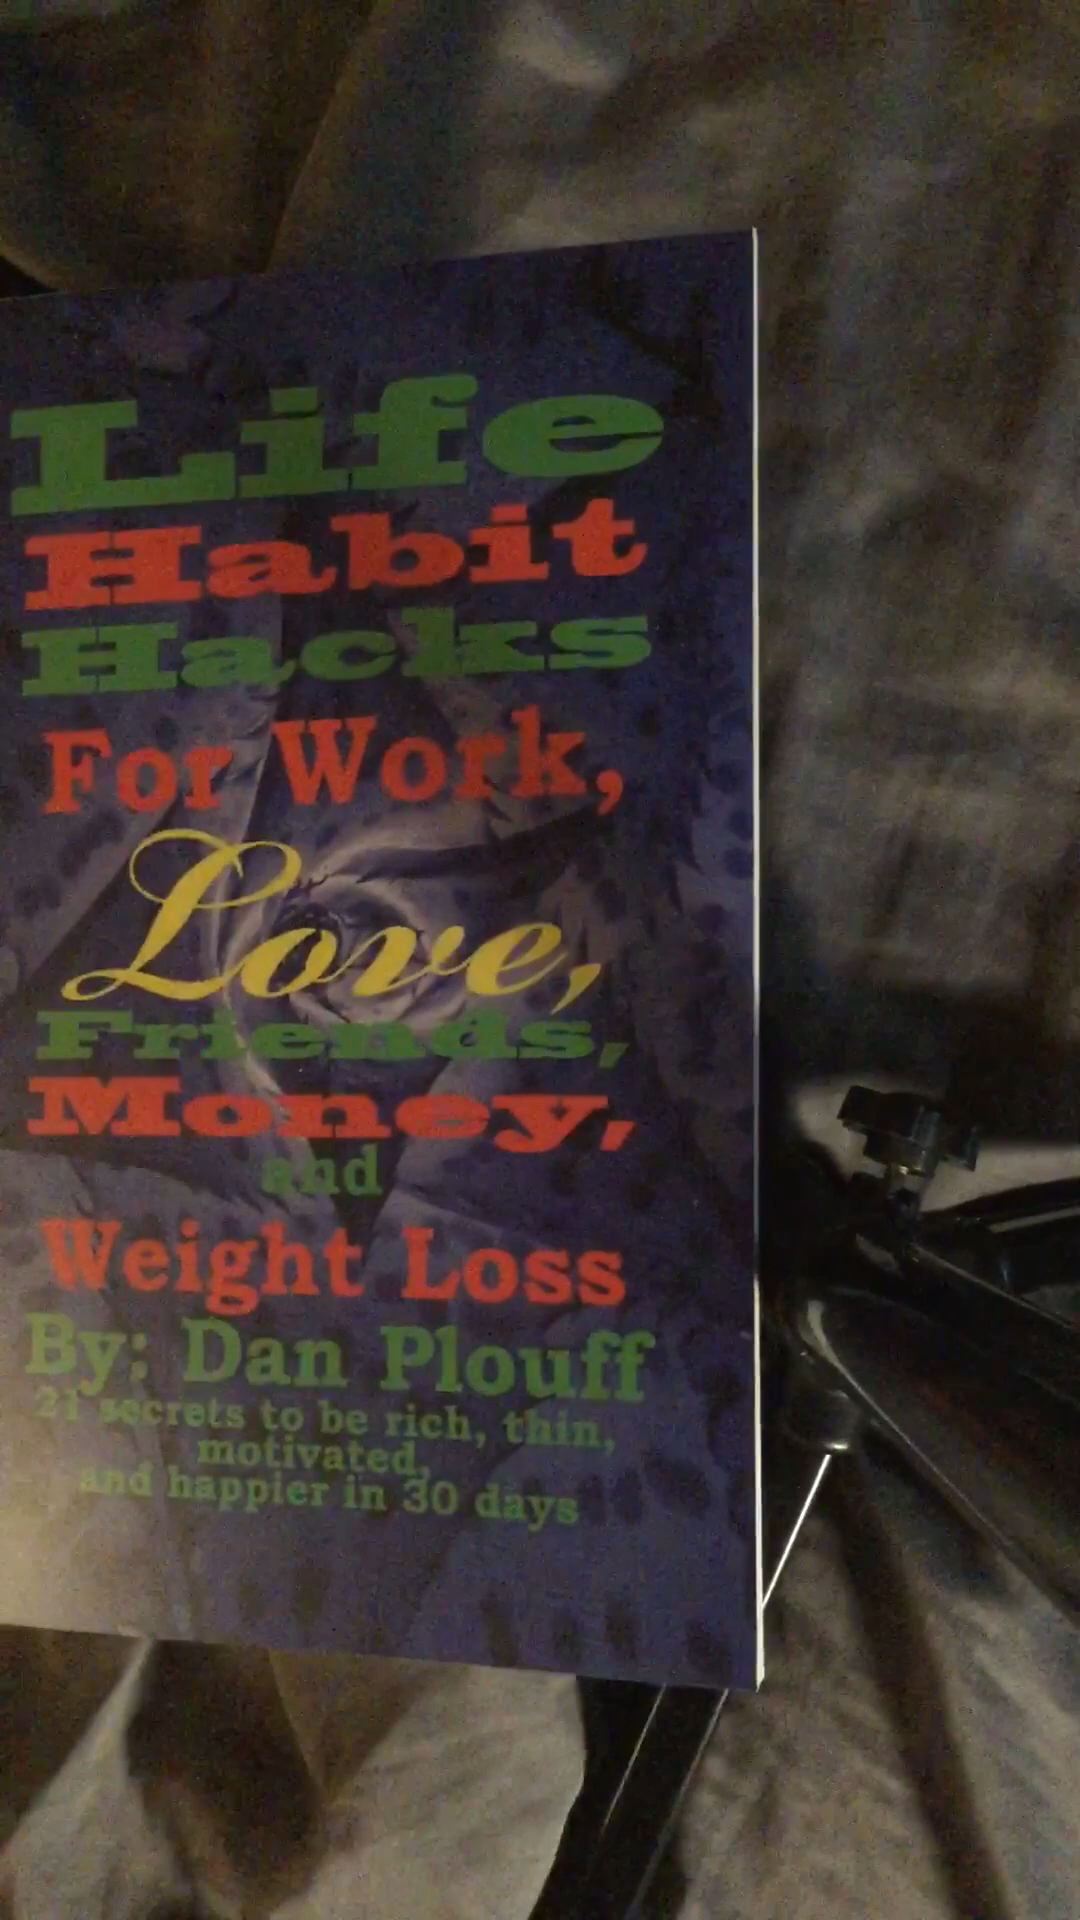 Life
Habit
Hacks
For Work,
Love,
Friends,
Money,
and
Weight Loss
By: Dan Plouff
21 secrets to be rich, thin,
motivated,
and happier in 30 days